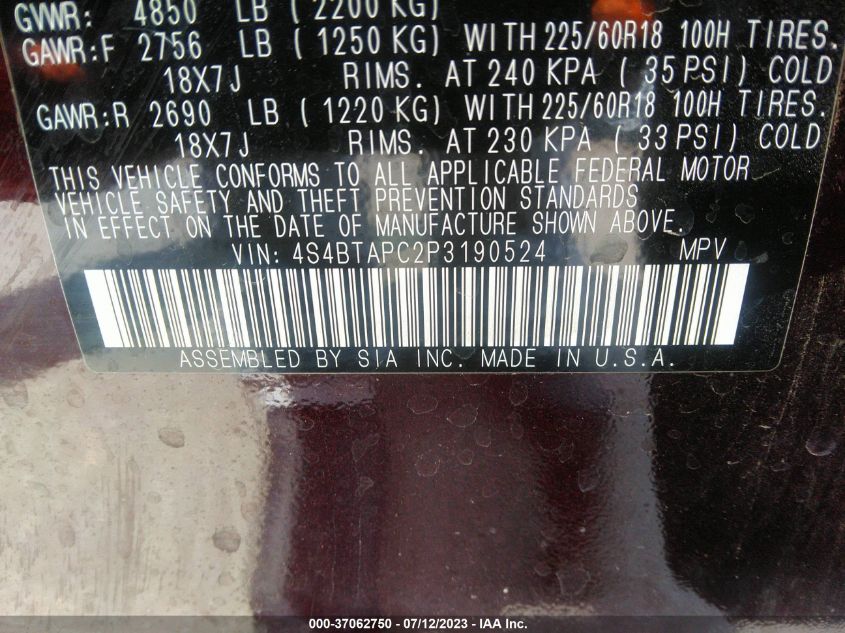 GVWR: 4850 LB ( 2200 KG)
GAWR:F 2756 LB ( 1250 KG) WITH 225/60R18 100H TIRES.
18X7J RIMS. AT 240 KPA ( 35 PSI) COLD
GAWR:R 2690 LB ( 1220 KG) WITH 225/60R18 100H TIRES.
18X7J RIMS. AT 230 KPA ( 33 PSI) COLD
THIS VEHICLE CONFORMS TO ALL APPLICABLE FEDERAL MOTOR
VEHICLE SAFETY AND THEFT PREVENTION STANDARDS
IN EFFECT ON THE DATE OF MANUFACTURE SHOWN ABOVE.
VIN: 4S4BTAPC2P3190524 MPV
ASSEMBLED BY SIA INC. MADE IN U.S.A.
000-37062750 - 07/12/2023 - IAA Inc.